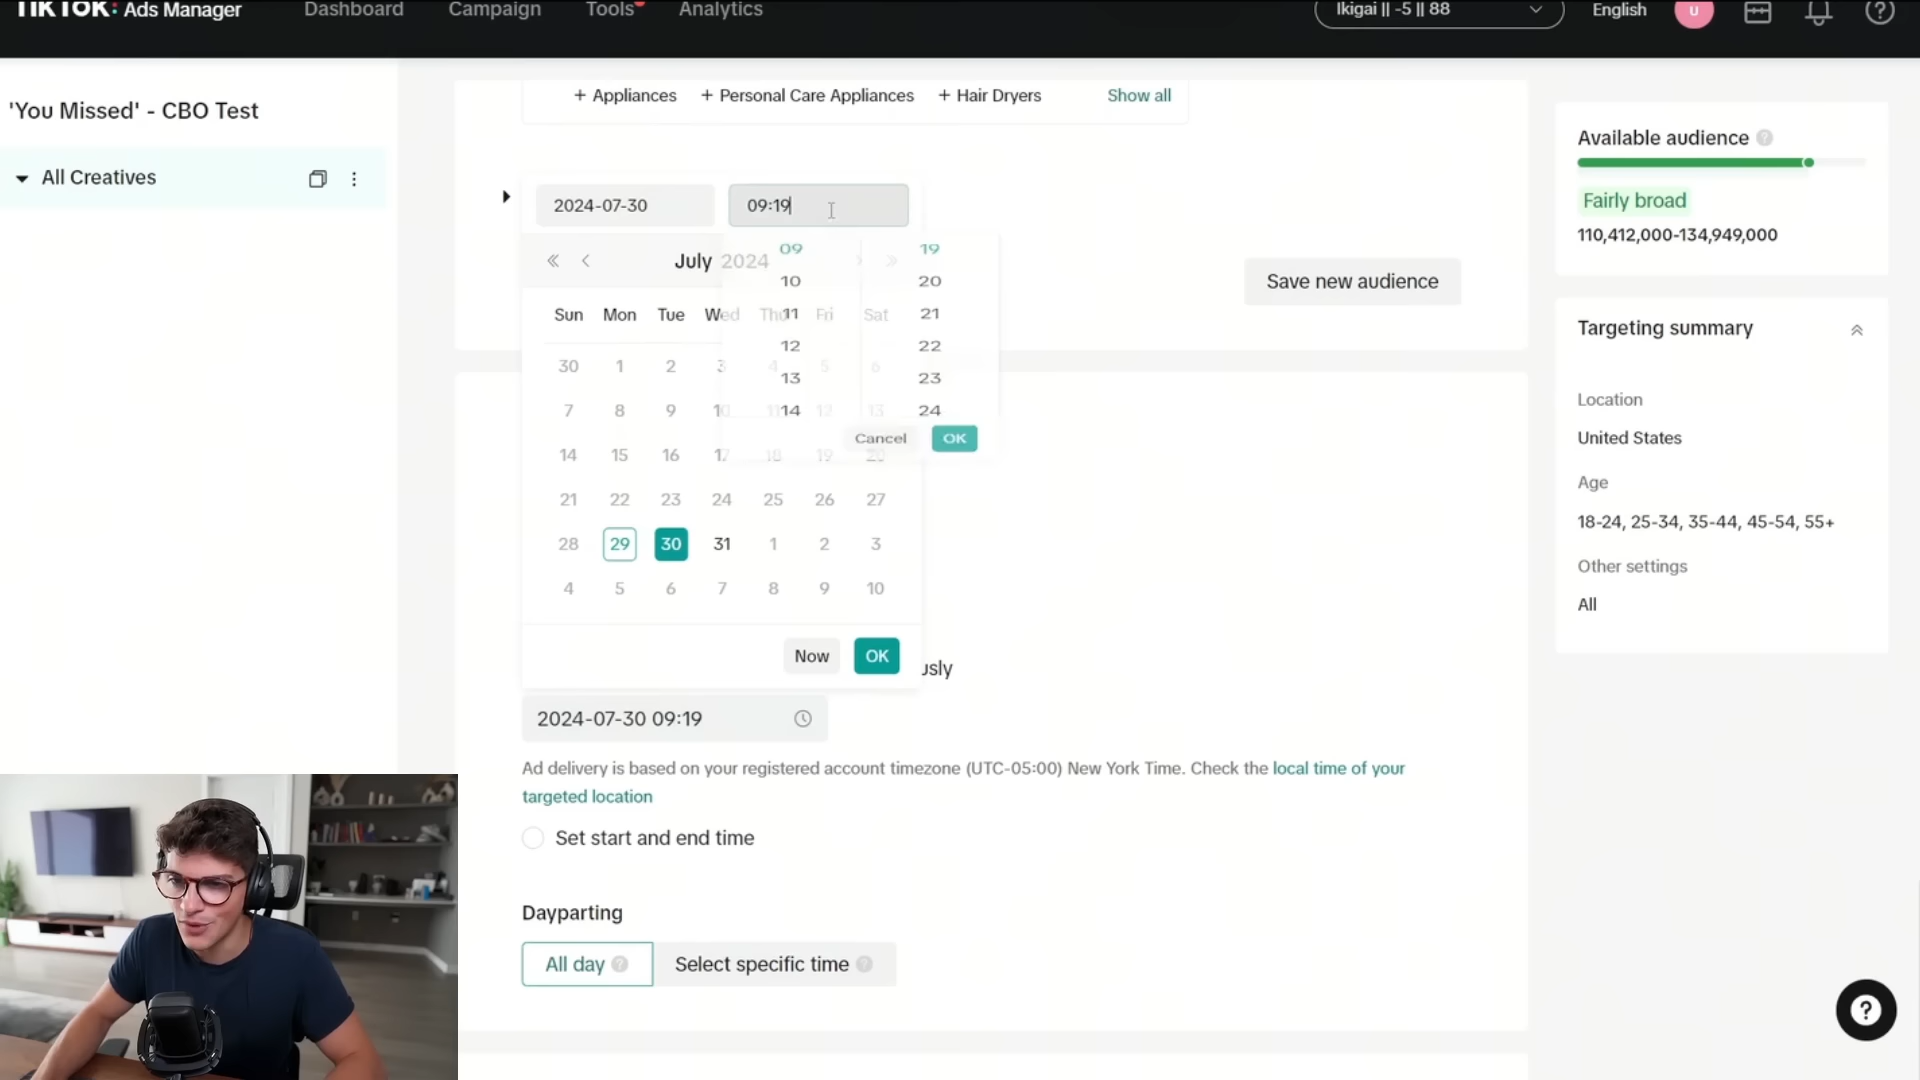 TikTok: Ads Manager
Dashboard
Campaign
Tools
Analytics
Ikigai || -5 || 88
English
U
'You Missed' - CBO Test
All Creatives
+ Appliances + Personal Care Appliances + Hair Dryers Show all
2024-07-30 09:19
July 2024
Sun Mon Tue Wed Thu Fri Sat
30 1 2 3 4 5 6
7 8 9 10 11 12 13
14 15 16 17 18 19 20
21 22 23 24 25 26 27
28 29 30 31 1 2 3
4 5 6 7 8 9 10
09 19
10 20
11 21
12 22
13 23
14 24
Cancel OK
Now OK
usly
2024-07-30 09:19
Ad delivery is based on your registered account timezone (UTC-05:00) New York Time. Check the local time of your
targeted location
Set start and end time
Dayparting
All day ?
Select specific time ?
Save new audience
Available audience ?
Fairly broad
110,412,000-134,949,000
Targeting summary
Location
United States
Age
18-24, 25-34, 35-44, 45-54, 55+
Other settings
All
?